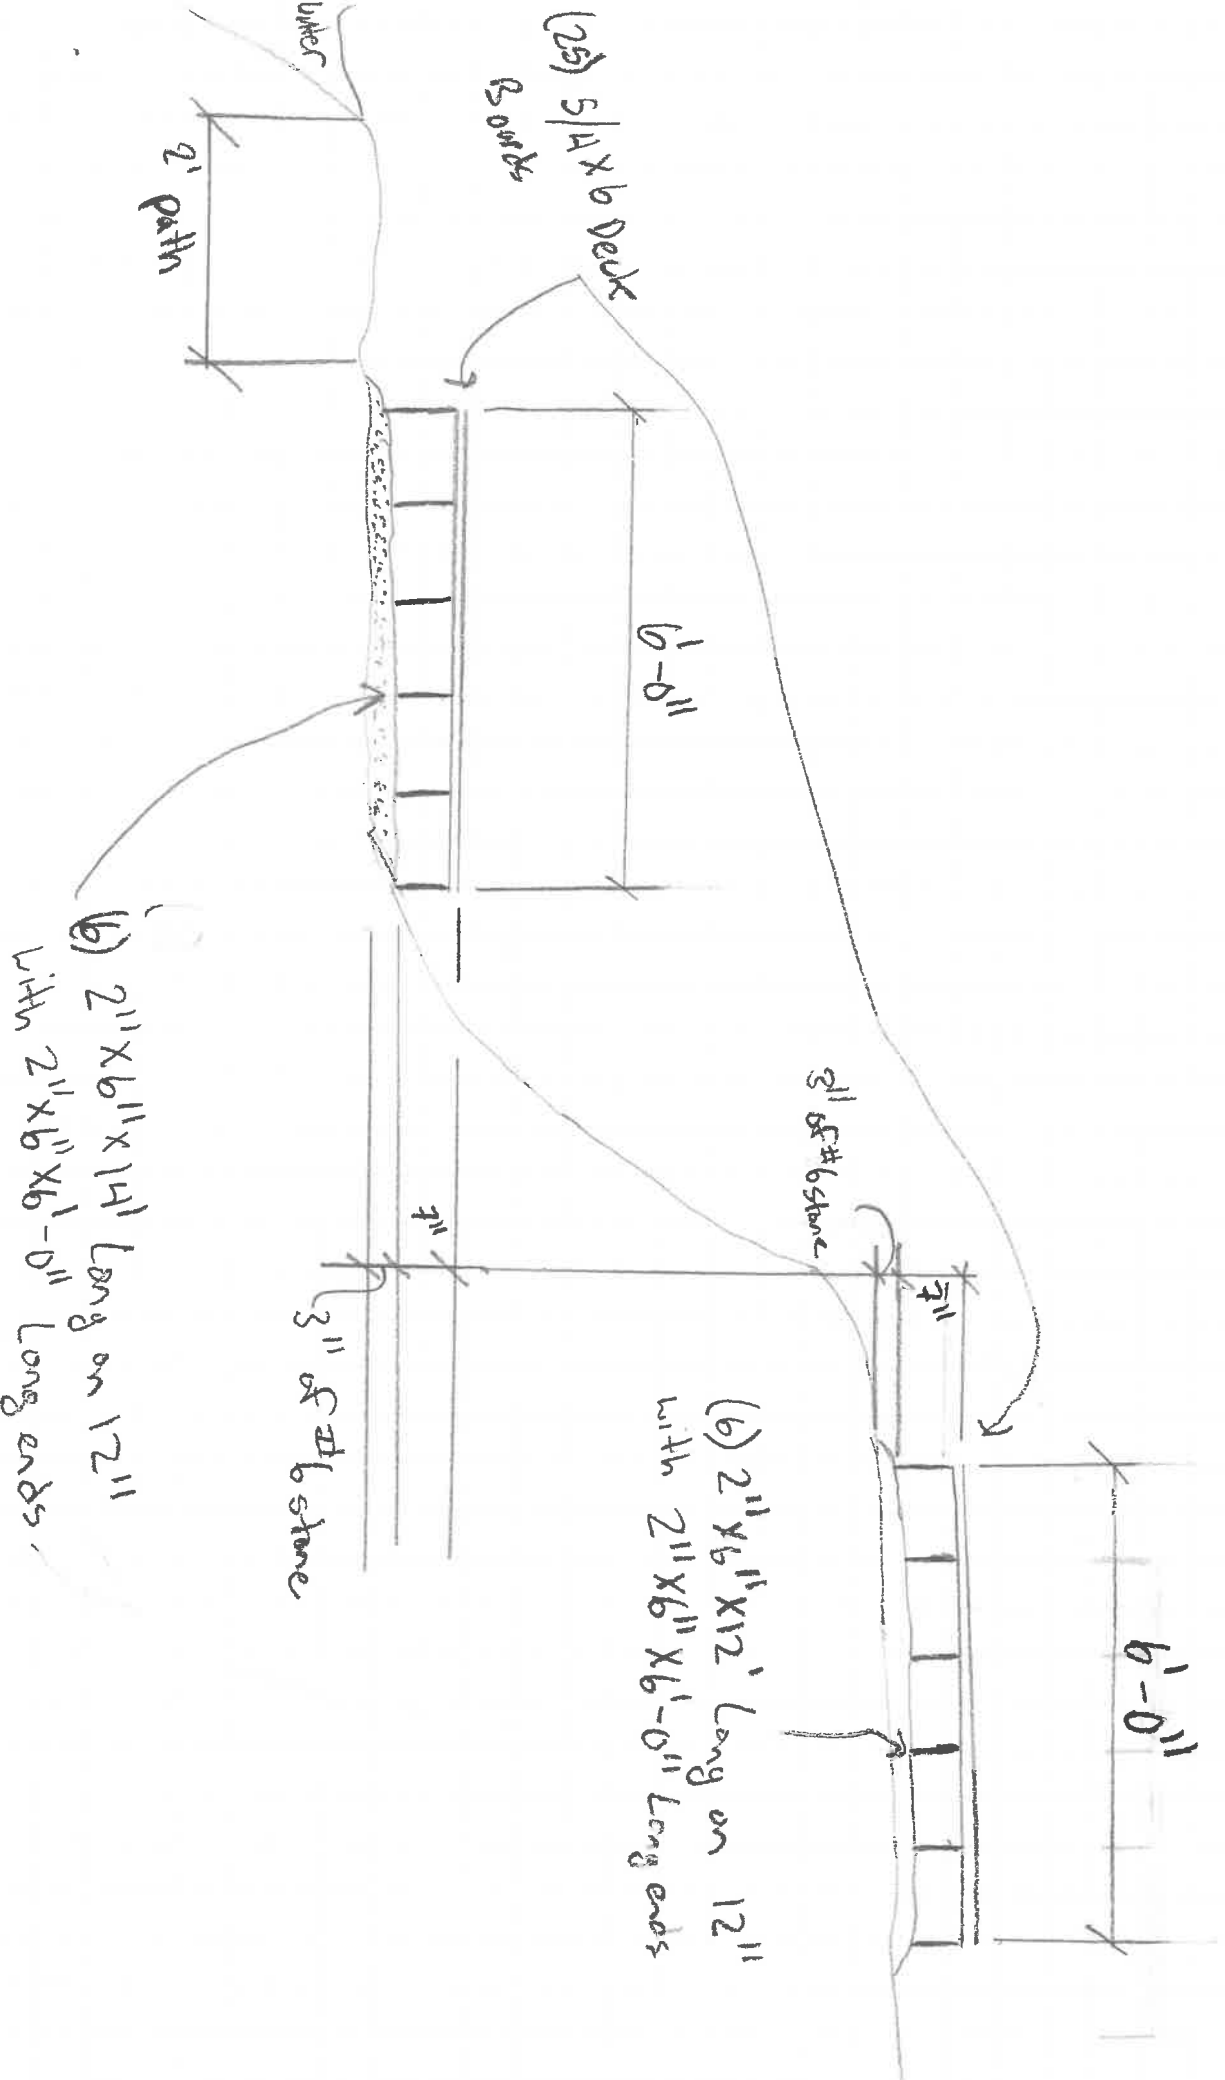 (25) 5/4 x 6 Deck
Boards
2' path
6'-0"
(6) 2"x6"x14' Long on 12"
with 2"x6"x6'-0" Long ends.
7"
3" of #6 stone
3" of #6 stone
7"
(6) 2"x6"x12' Long on 12"
with 2"x6"x6'-0" Long ends
6'-0"